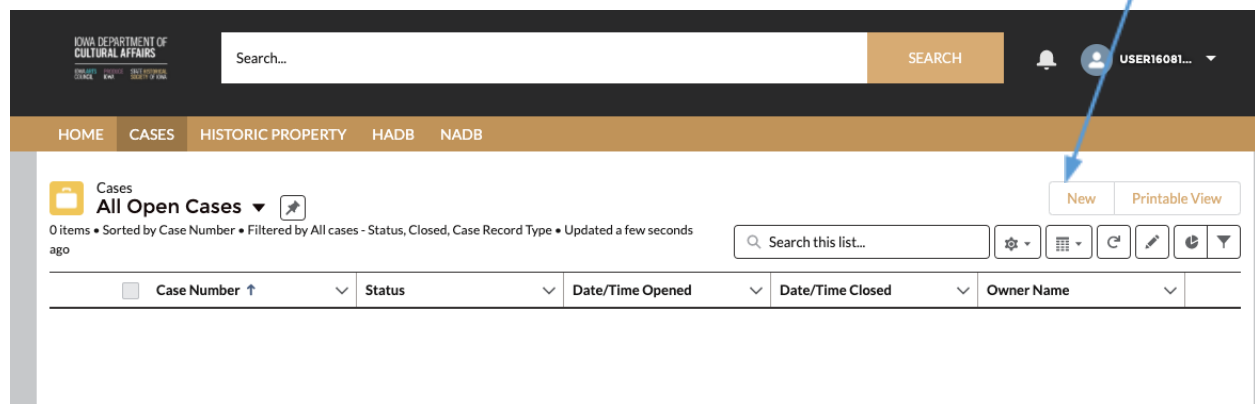 IOWA DEPARTMENT OF
CULTURAL AFFAIRS
Search...
SEARCH
USER16081...
HOME CASES HISTORIC PROPERTY HADB NADB
Cases
All Open Cases
New Printable View
0 items • Sorted by Case Number • Filtered by All cases - Status, Closed, Case Record Type • Updated a few seconds
ago
Search this list...
Case Number ↑ Status Date/Time Opened Date/Time Closed Owner Name